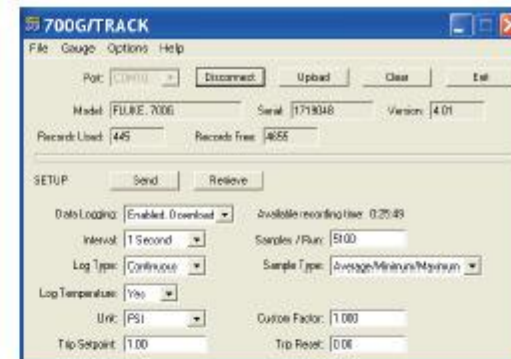 700G/TRACK
File Gauge Options Help
Port: Disconnect Upload Clear Exit
Model: FLUKE, 700G Serial: 1719048 Version: 4.01
Records Used: 445 Records Free: 4655
SETUP Send Retrieve
Data Logging: Enabled. Download Available recording time: 0:25:49
Interval: 1 Second Samples / Run: 5100
Log Type: Continuous Sample Type: Average/Minimum/Maximum
Log Temperature: Yes
Unit: PSI Custom Factor: 1.000
Trip Setpoint: 1.00 Trip Reset: 0.00